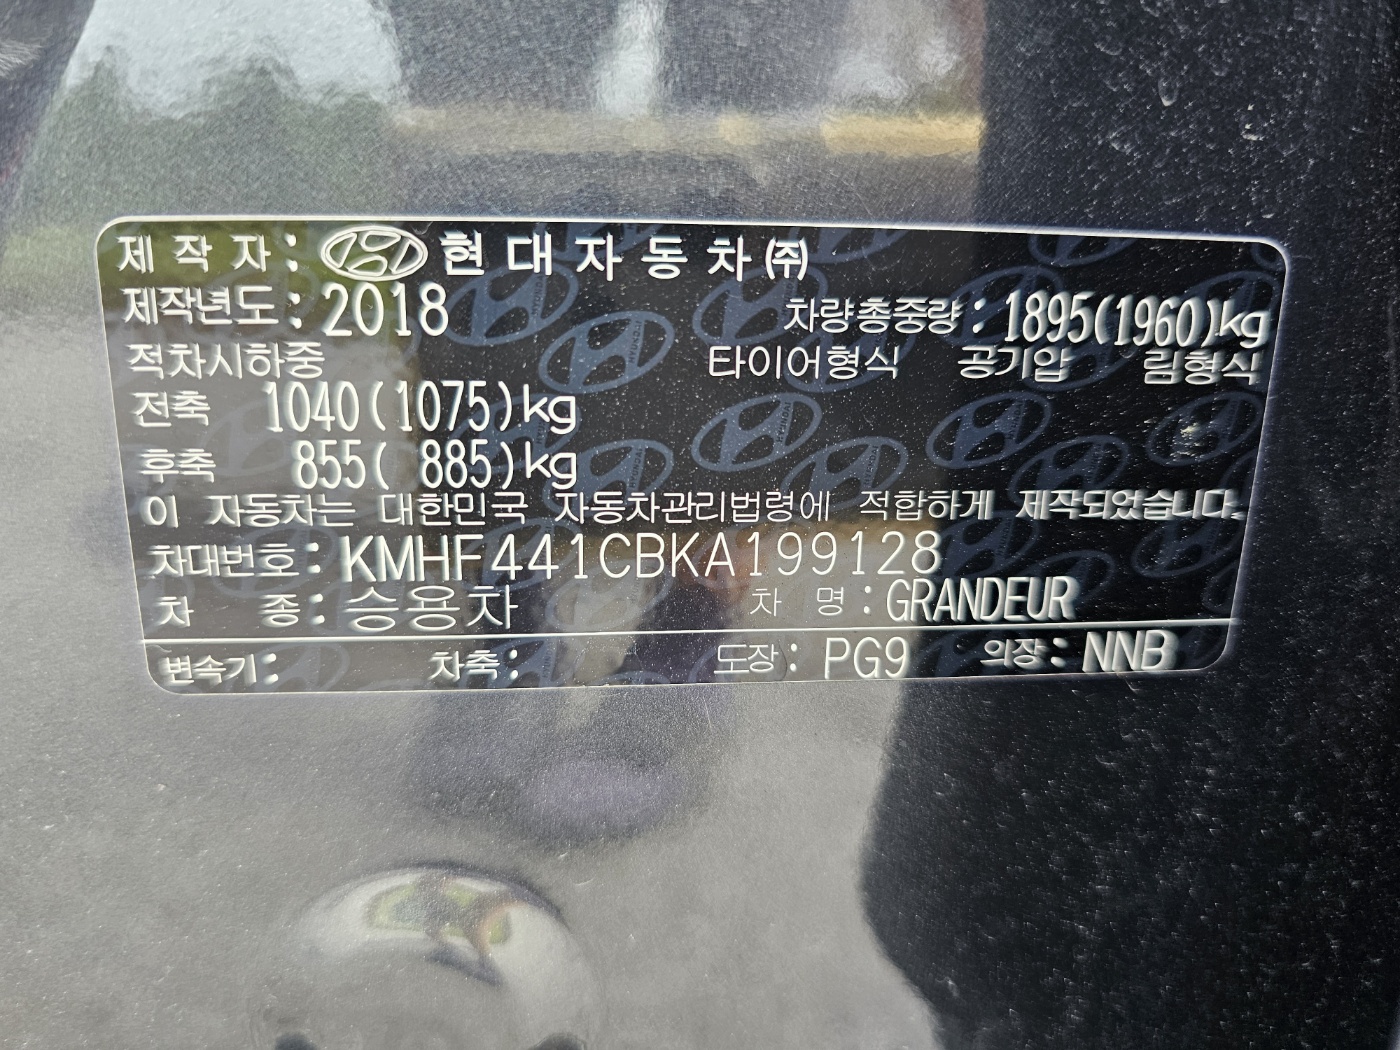 제 작 자 : 현 대 자 동 차 ㈜
제작년도 : 2018 차량총중량 : 1895(1960)kg
적차시하중 타이어형식 공기압 림형식
전축 1040(1075)kg
후축 855( 885)kg
이 자동차는 대한민국 자동차관리법령에 적합하게 제작되었습니다.
차대번호 : KMHF441CBKA199128
차 종 : 승용차 차 명 : GRANDEUR
변속기 : 차축 : 도장 : PG9 의장 : NNB